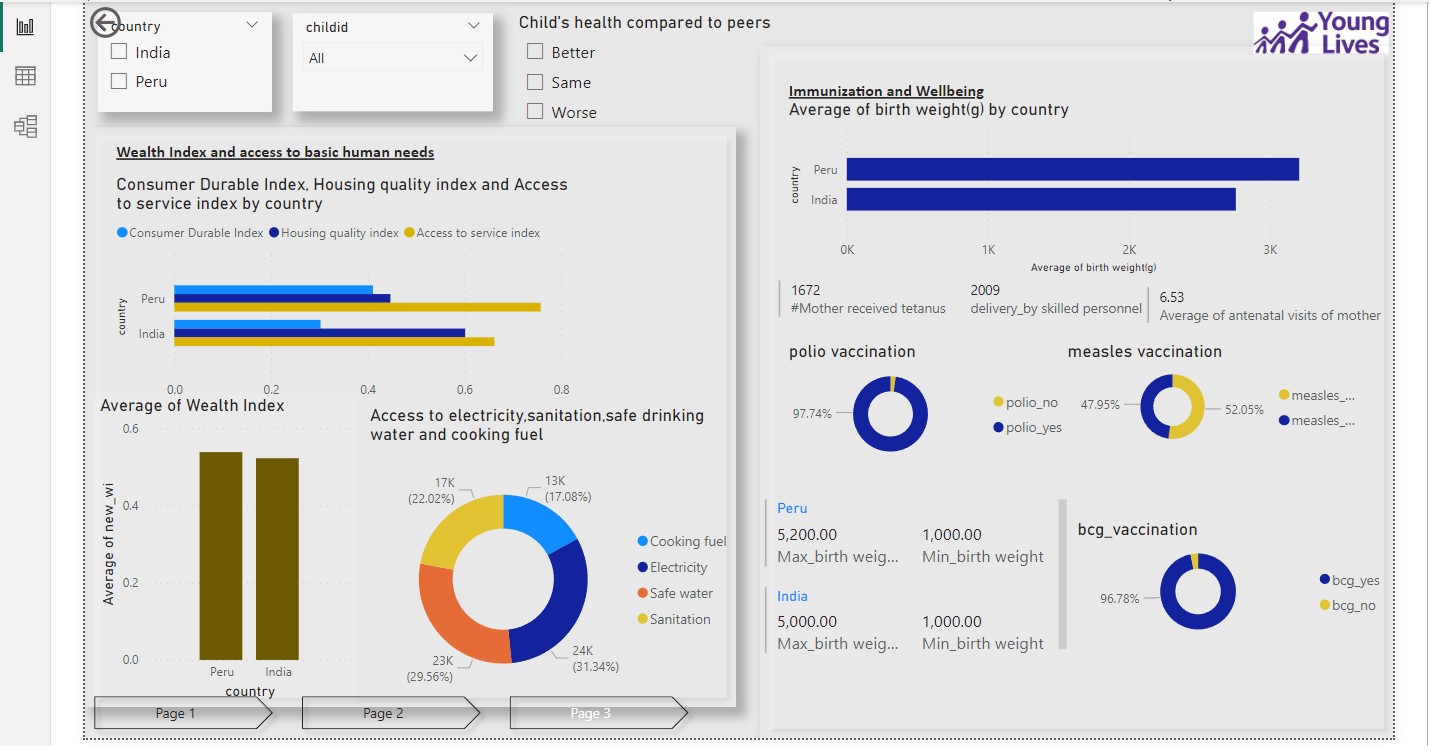 country
India
Peru
childid
All
Child's health compared to peers
Better
Same
Worse
Young
Lives
Wealth Index and access to basic human needs
Consumer Durable Index, Housing quality index and Access
to service index by country
Consumer Durable Index Housing quality index Access to service index
country
Peru
India
0.0 0.2 0.4 0.6 0.8
Average of Wealth Index
Average of new_wi
0.6
0.4
0.2
0.0
Peru India
country
Access to electricity,sanitation,safe drinking
water and cooking fuel
17K
(22.02%)
13K
(17.08%)
23K
(29.56%)
24K
(31.34%)
Cooking fuel
Electricity
Safe water
Sanitation
Page 1
Page 2
Page 3
Immunization and Wellbeing
Average of birth weight(g) by country
country
Peru
India
0K 1K 2K 3K
Average of birth weight(g)
1672
#Mother received tetanus
2009
delivery_by skilled personnel
6.53
Average of antenatal visits of mother
polio vaccination
97.74%
polio_no
polio_yes
measles vaccination
47.95%
52.05%
measles_...
measles_...
Peru
5,200.00 1,000.00
Max_birth weig... Min_birth weight
India
5,000.00 1,000.00
Max_birth weig... Min_birth weight
bcg_vaccination
96.78%
bcg_yes
bcg_no